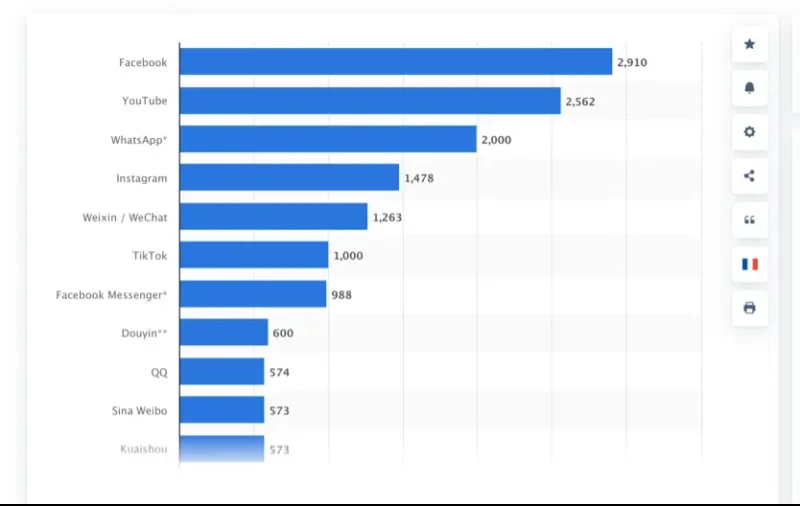 Facebook 2,910
YouTube 2,562
WhatsApp* 2,000
Instagram 1,478
Weixin / WeChat 1,263
TikTok 1,000
Facebook Messenger* 988
Douyin** 600
QQ 574
Sina Weibo 573
Kuaishou 573